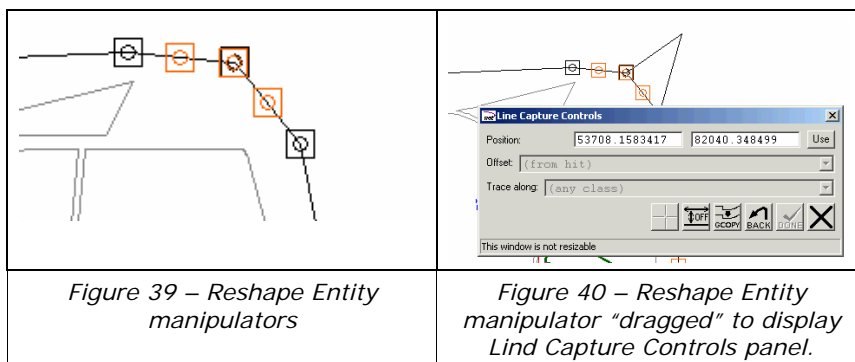 Line Capture Controls
Position: 53708.1583417 82040.348499 Use
Offset: (from hit)
Trace along: (any class)
OFF GCOPY BACK DONE
This window is not resizable
Figure 39 – Reshape Entity
manipulators
Figure 40 – Reshape Entity
manipulator “dragged” to display
Lind Capture Controls panel.